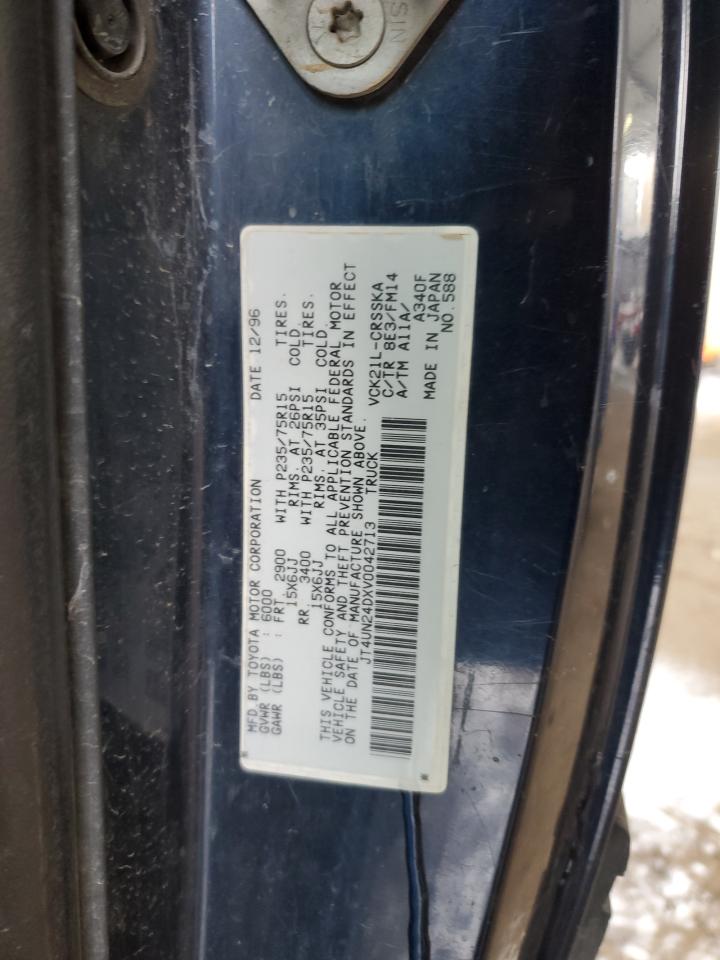 SIN
MFD.BY TOYOTA MOTOR CORPORATION DATE 12/96
GVWR (LBS) : 6000
GAWR (LBS) : FRT. 2900 WITH P235/75R15 TIRES.
15X6JJ RIMS. AT 26PSI COLD.
RR. 3400 WITH P235/75R15 TIRES.
15X6JJ RIMS. AT 35PSI COLD.
THIS VEHICLE CONFORMS TO ALL APPLICABLE FEDERAL MOTOR
VEHICLE SAFETY AND THEFT PREVENTION STANDARDS IN EFFECT
ON THE DATE OF MANUFACTURE SHOWN ABOVE.
JT4UN24DXV0042713 TRUCK VCK21L-CRSSKA
C/TR 8E3/FM14
A/TM A11A/
A340F
MADE IN JAPAN
NO.588